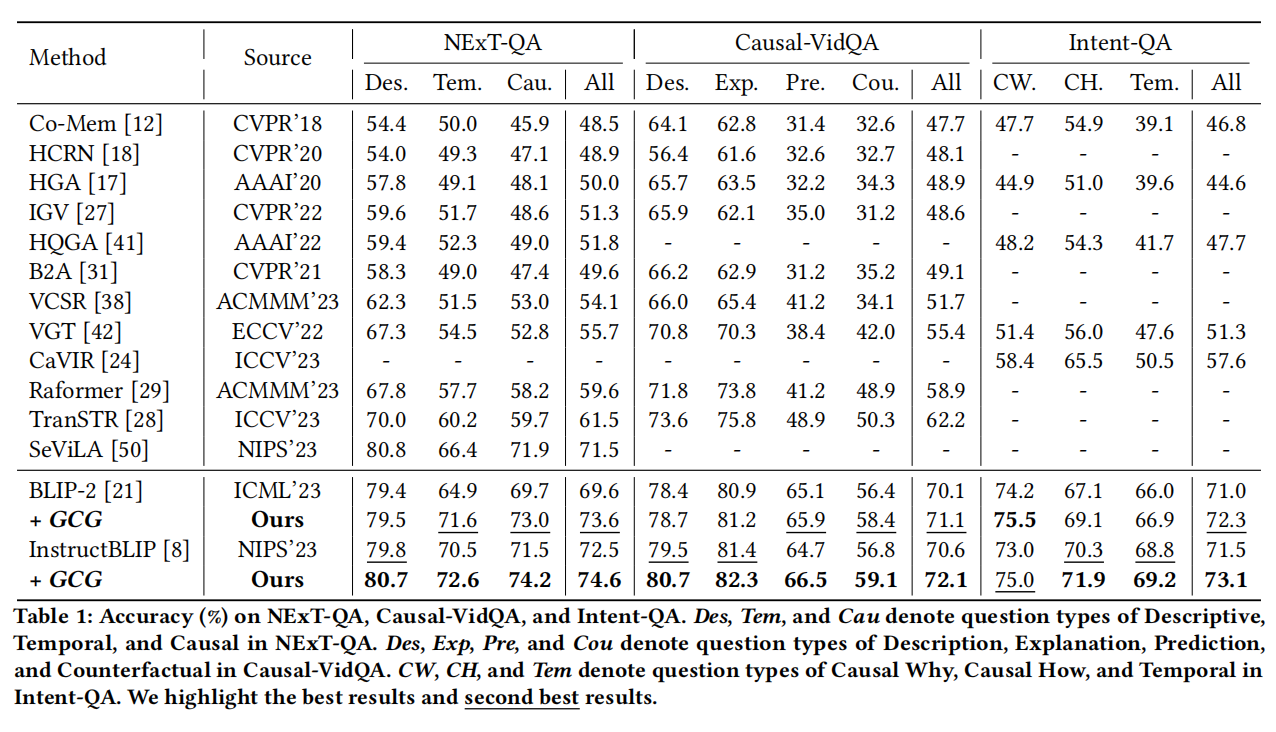 Method Source NExT-QA Causal-VidQA Intent-QA
Des. Tem. Cau. All Des. Exp. Pre. Cou. All CW. CH. Tem. All
Co-Mem [12] CVPR’18 54.4 50.0 45.9 48.5 64.1 62.8 31.4 32.6 47.7 47.7 54.9 39.1 46.8
HCRN [18] CVPR’20 54.0 49.3 47.1 48.9 56.4 61.6 32.6 32.7 48.1 - - - -
HGA [17] AAAI’20 57.8 49.1 48.1 50.0 65.7 63.5 32.2 34.3 48.9 44.9 51.0 39.6 44.6
IGV [27] CVPR’22 59.6 51.7 48.6 51.3 65.9 62.1 35.0 31.2 48.6 - - - -
HQGA [41] AAAI’22 59.4 52.3 49.0 51.8 - - - - - 48.2 54.3 41.7 47.7
B2A [31] CVPR’21 58.3 49.0 47.4 49.6 66.2 62.9 31.2 35.2 49.1 - - - -
VCSR [38] ACMMM’23 62.3 51.5 53.0 54.1 66.0 65.4 41.2 34.1 51.7 - - - -
VGT [42] ECCV’22 67.3 54.5 52.8 55.7 70.8 70.3 38.4 42.0 55.4 51.4 56.0 47.6 51.3
CaVIR [24] ICCV’23 - - - - - - - - - 58.4 65.5 50.5 57.6
Raformer [29] ACMMM’23 67.8 57.7 58.2 59.6 71.8 73.8 41.2 48.9 58.9 - - - -
TranSTR [28] ICCV’23 70.0 60.2 59.7 61.5 73.6 75.8 48.9 50.3 62.2 - - - -
SeViLA [50] NIPS’23 80.8 66.4 71.9 71.5 - - - - - - - - -
BLIP-2 [21] ICML’23 79.4 64.9 69.7 69.6 78.4 80.9 65.1 56.4 70.1 74.2 67.1 66.0 71.0
+ GCG Ours 79.5 71.6 73.0 73.6 78.7 81.2 65.9 58.4 71.1 75.5 69.1 66.9 72.3
InstructBLIP [8] NIPS’23 79.8 70.5 71.5 72.5 79.5 81.4 64.7 56.8 70.6 73.0 70.3 68.8 71.5
+ GCG Ours 80.7 72.6 74.2 74.6 80.7 82.3 66.5 59.1 72.1 75.0 71.9 69.2 73.1
Table 1: Accuracy (%) on NExT-QA, Causal-VidQA, and Intent-QA. Des, Tem, and Cau denote question types of Descriptive,
Temporal, and Causal in NExT-QA. Des, Exp, Pre, and Cou denote question types of Description, Explanation, Prediction,
and Counterfactual in Causal-VidQA. CW, CH, and Tem denote question types of Causal Why, Causal How, and Temporal in
Intent-QA. We highlight the best results and second best results.